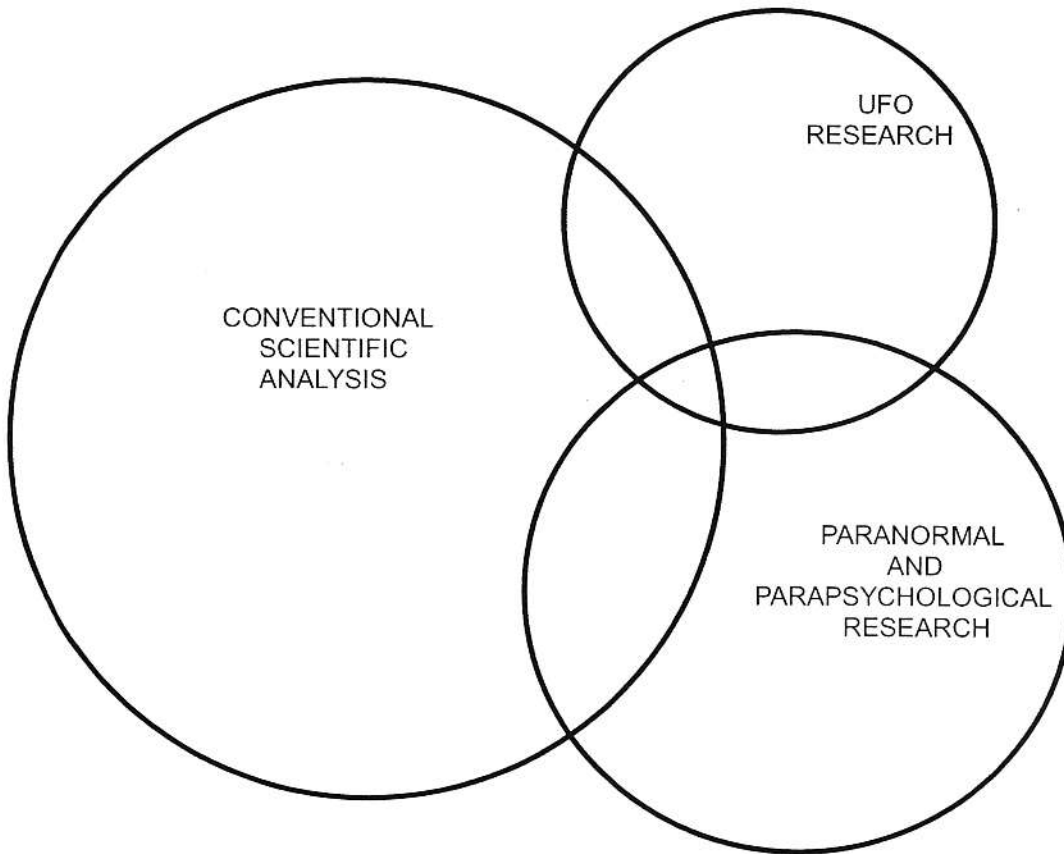 UFO
RESEARCH
CONVENTIONAL
SCIENTIFIC
ANALYSIS
PARANORMAL
AND
PARAPSYCHOLOGICAL
RESEARCH